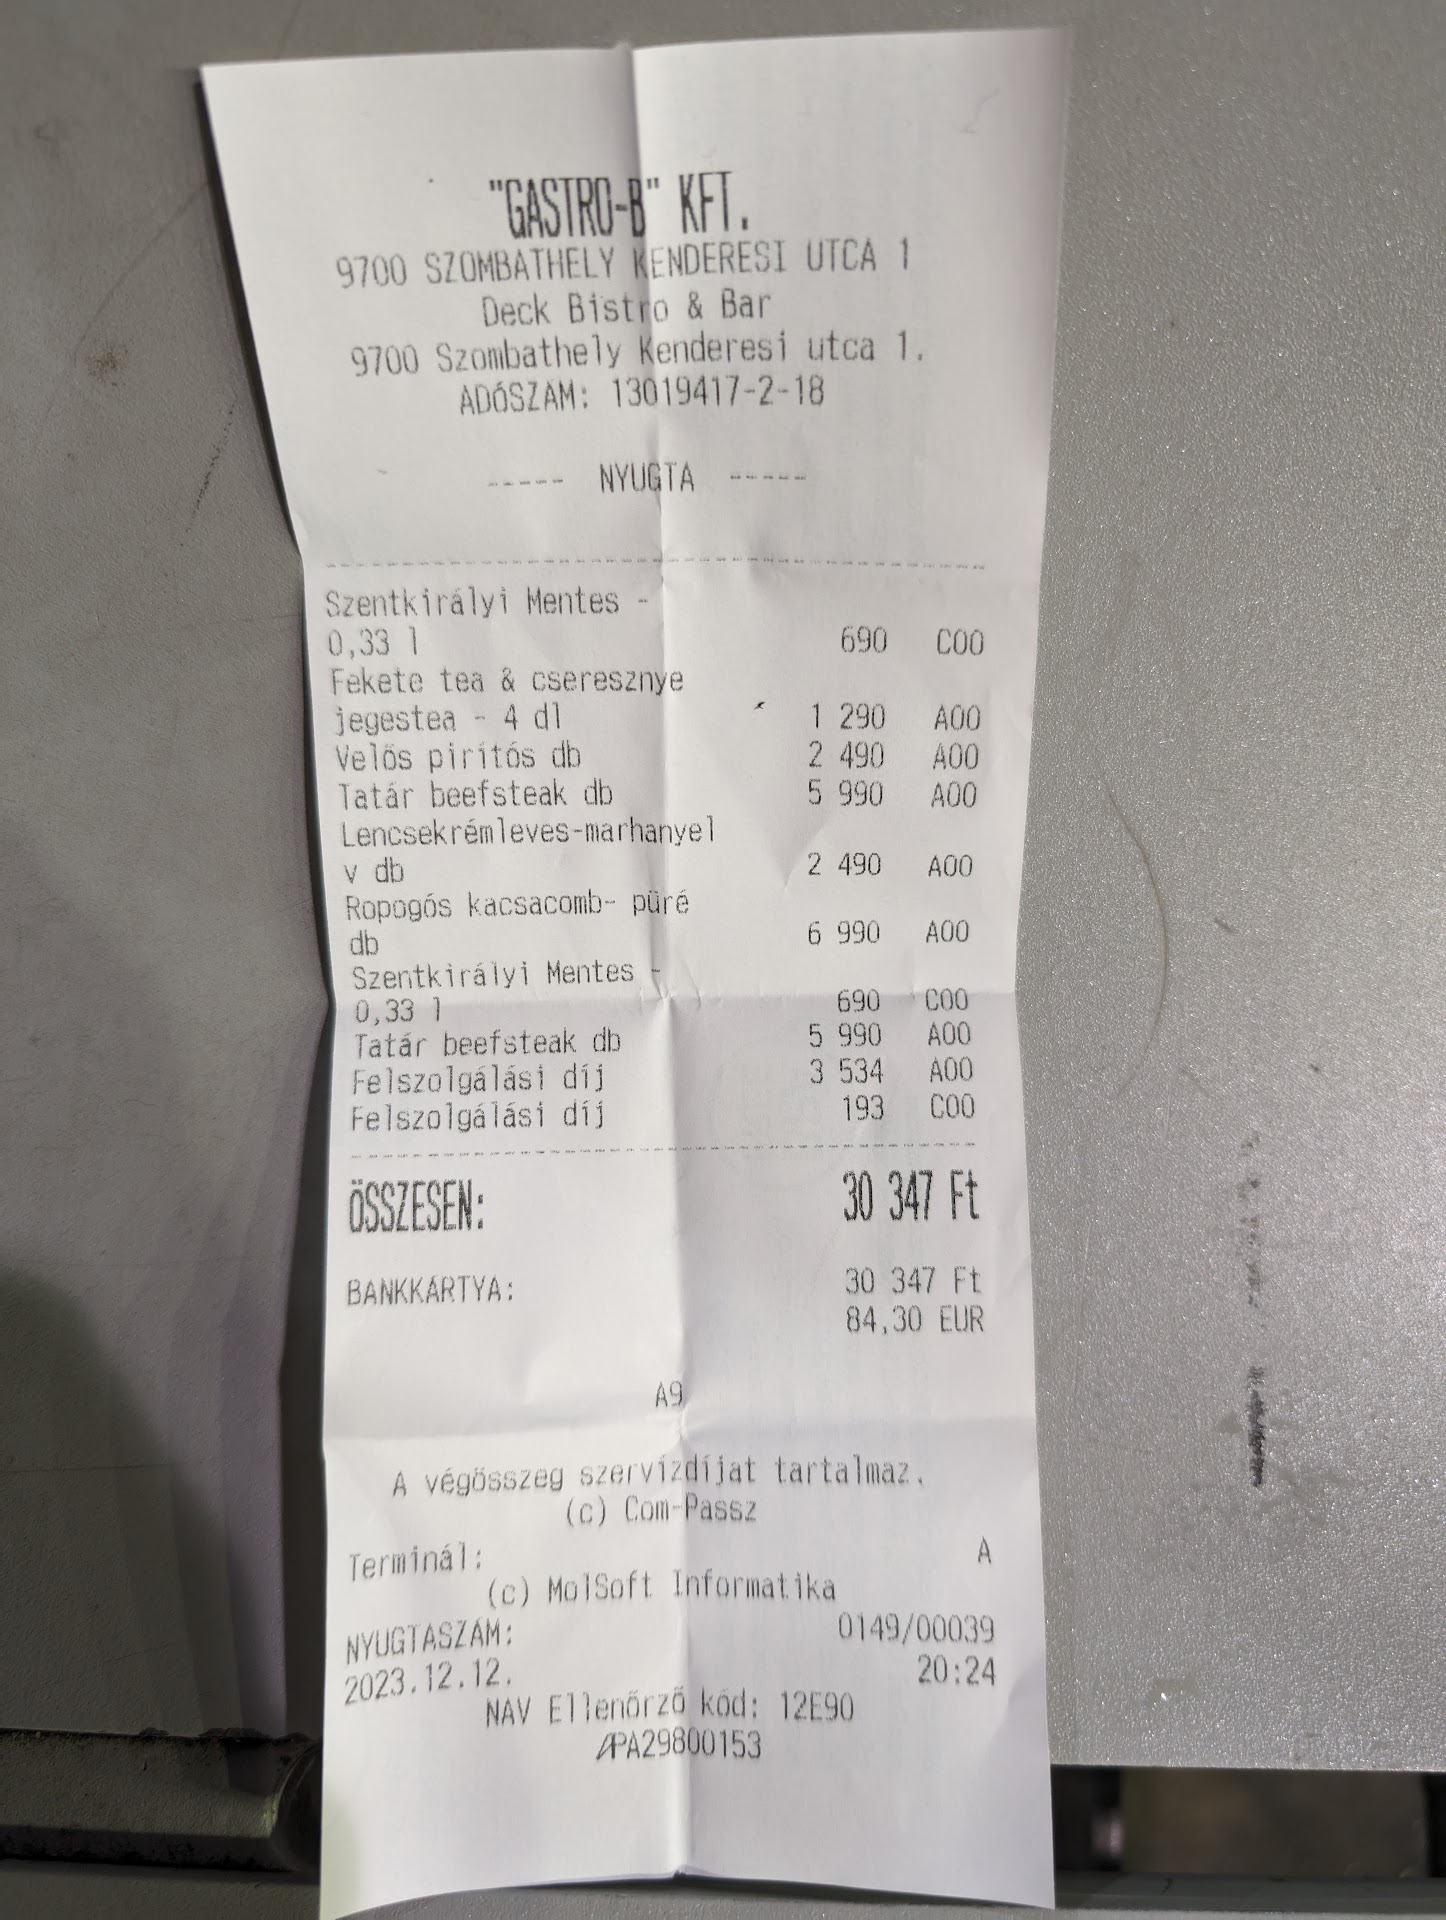 "GASTRO-B" KFT.
9700 SZOMBATHELY KENDERESI UTCA 1
Deck Bistro & Bar
9700 Szombathely Kenderesi utca 1.
ADÓSZÁM: 13019417-2-18
----- NYUGTA -----
Szentkirályi Mentes -
0,33 l 690 C00
Fekete tea & cseresznye
jegestea - 4 dl 1 290 A00
Velős pirítós db 2 490 A00
Tatár beefsteak db 5 990 A00
Lencsekrémleves-marhanyel
v db 2 490 A00
Ropogós kacsacomb- püré
db 6 990 A00
Szentkirályi Mentes -
0,33 l 690 C00
Tatár beefsteak db 5 990 A00
Felszolgálási díj 3 534 A00
Felszolgálási díj 193 C00
ÖSSZESEN: 30 347 Ft
BANKKÁRTYA: 30 347 Ft
84,30 EUR
A9
A végösszeg szervízdíjat tartalmaz.
(c) Com-Passz
Terminál: A
(c) MolSoft Informatika
NYUGTASZÁM: 0149/00039
2023.12.12. 20:24
NAV Ellenőrző kód: 12E90
APA29800153